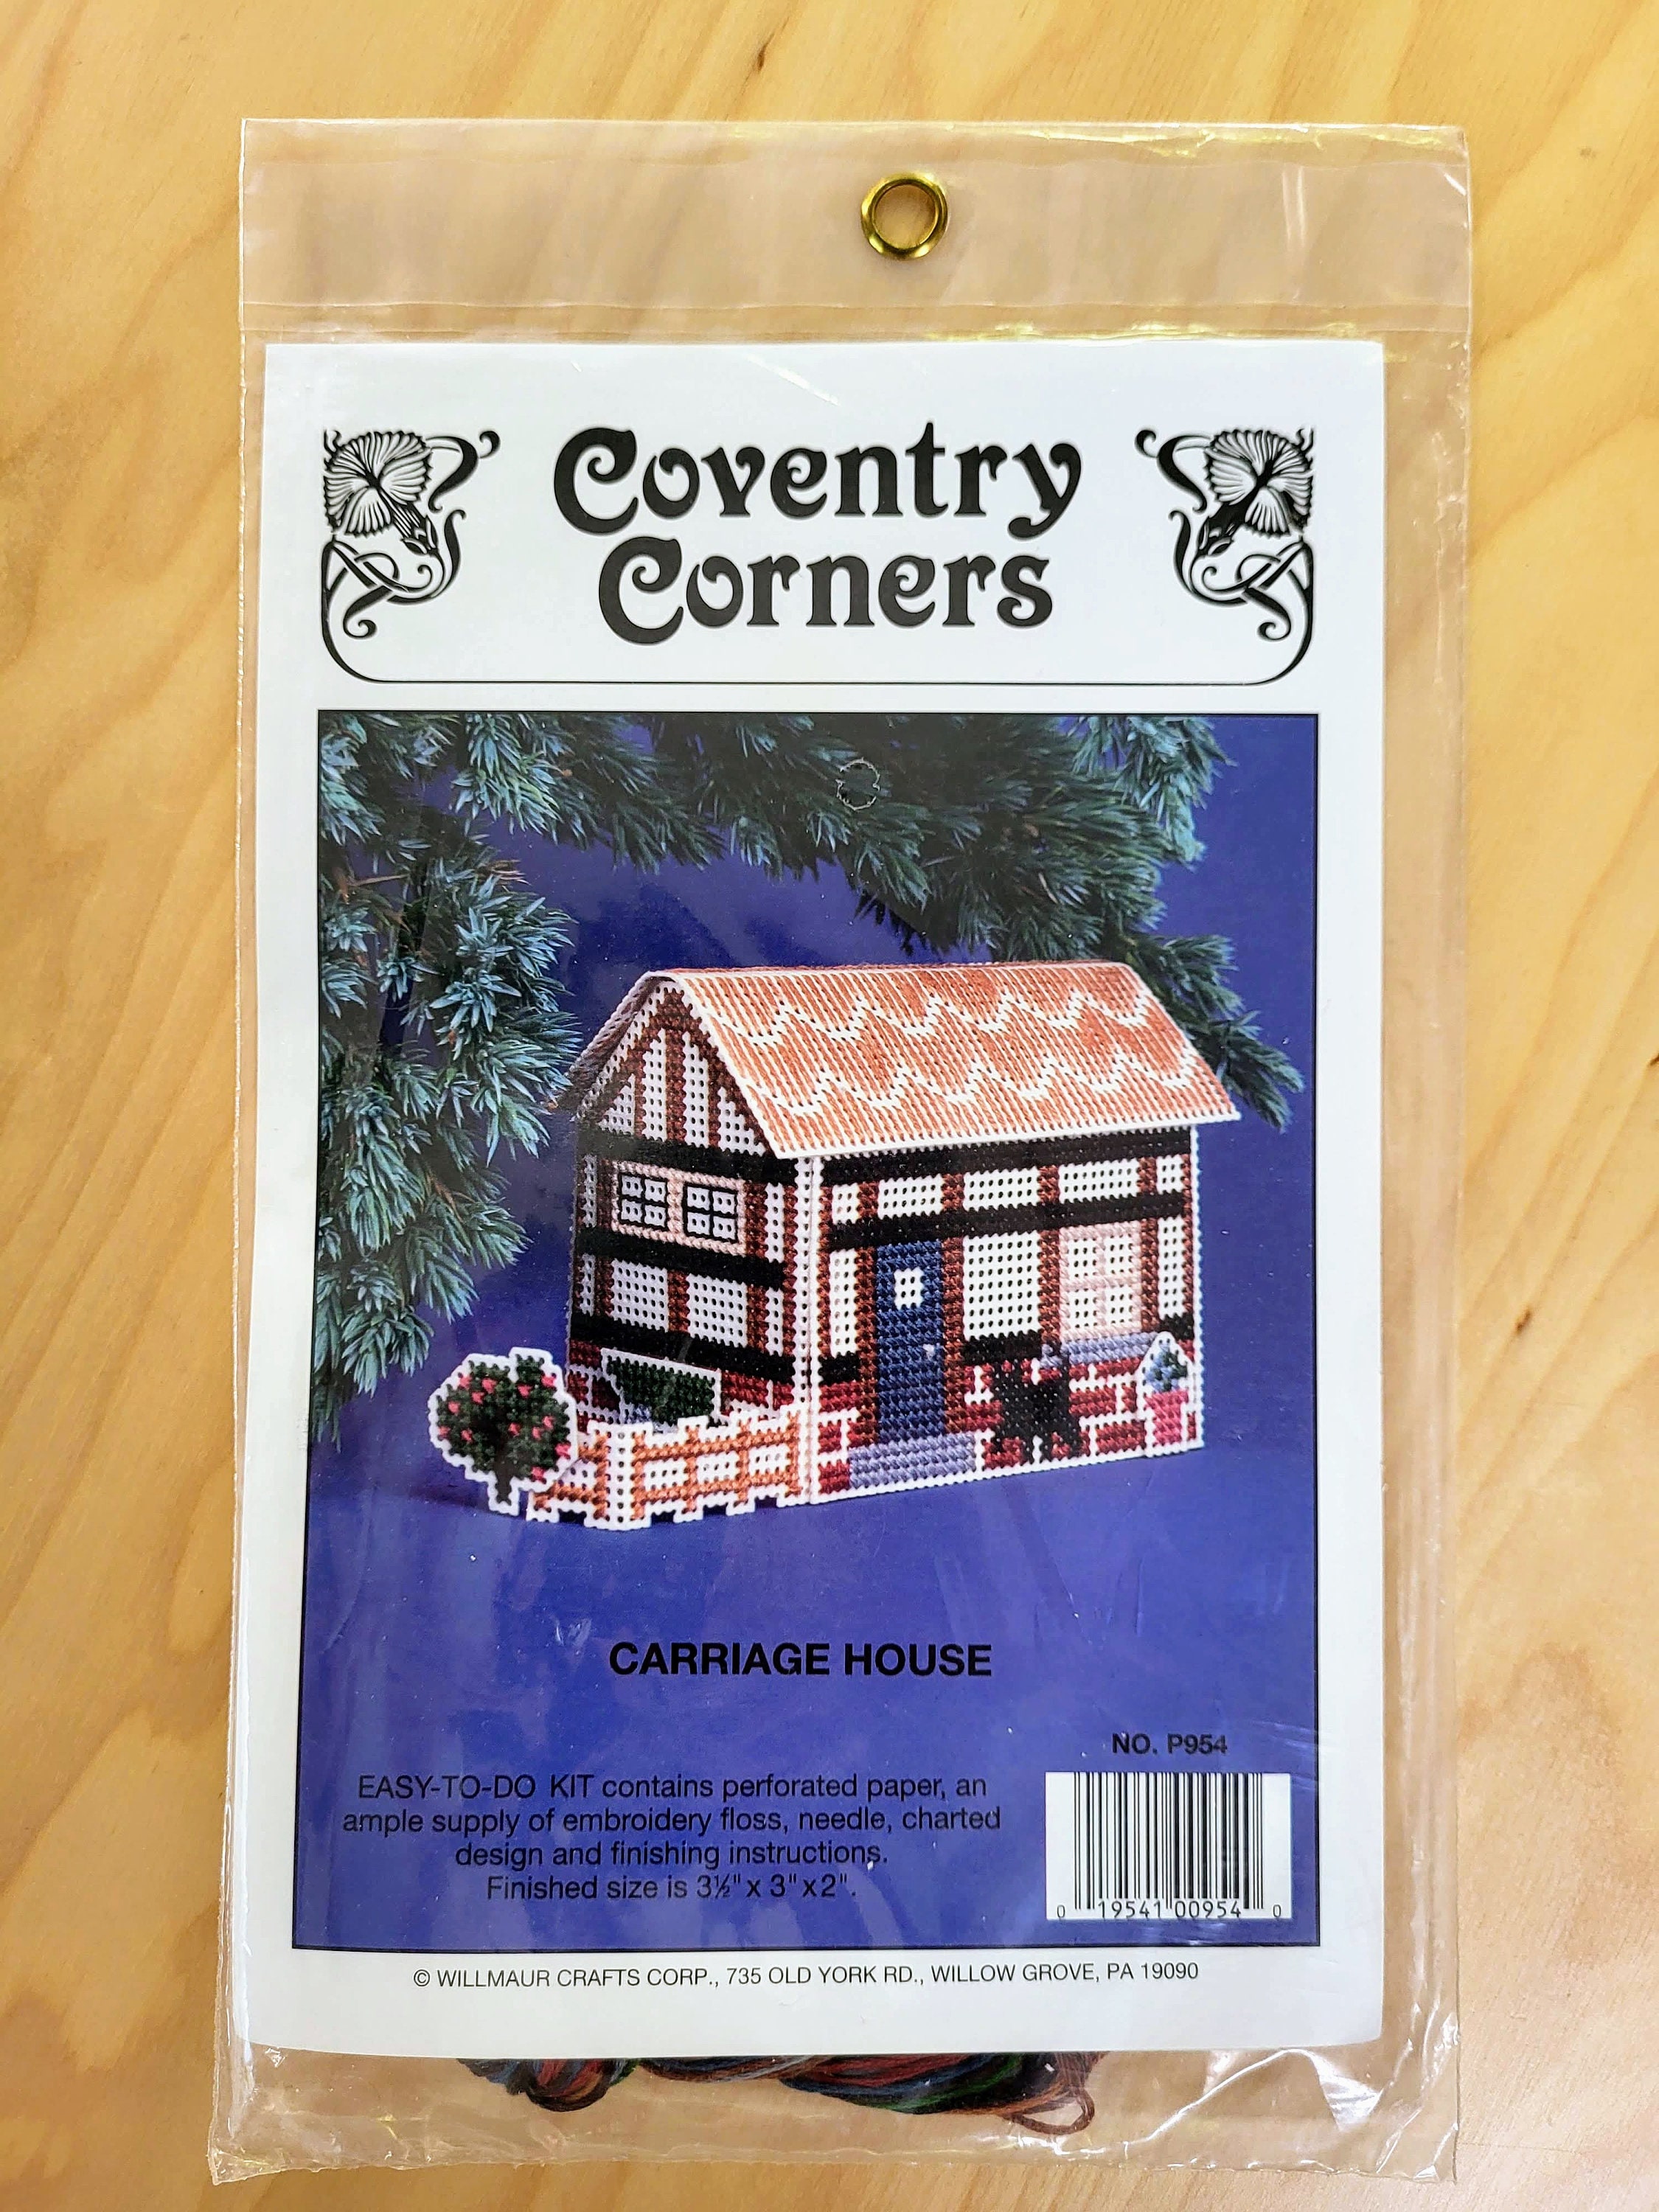 Coventry
Corners
CARRIAGE HOUSE
NO. P954
EASY-TO-DO KIT contains perforated paper, an
ample supply of embroidery floss, needle, charted
design and finishing instructions.
Finished size is 3½" x 3" x 2".
0 19541 00954 0
© WILLMAUR CRAFTS CORP., 735 OLD YORK RD., WILLOW GROVE, PA 19090